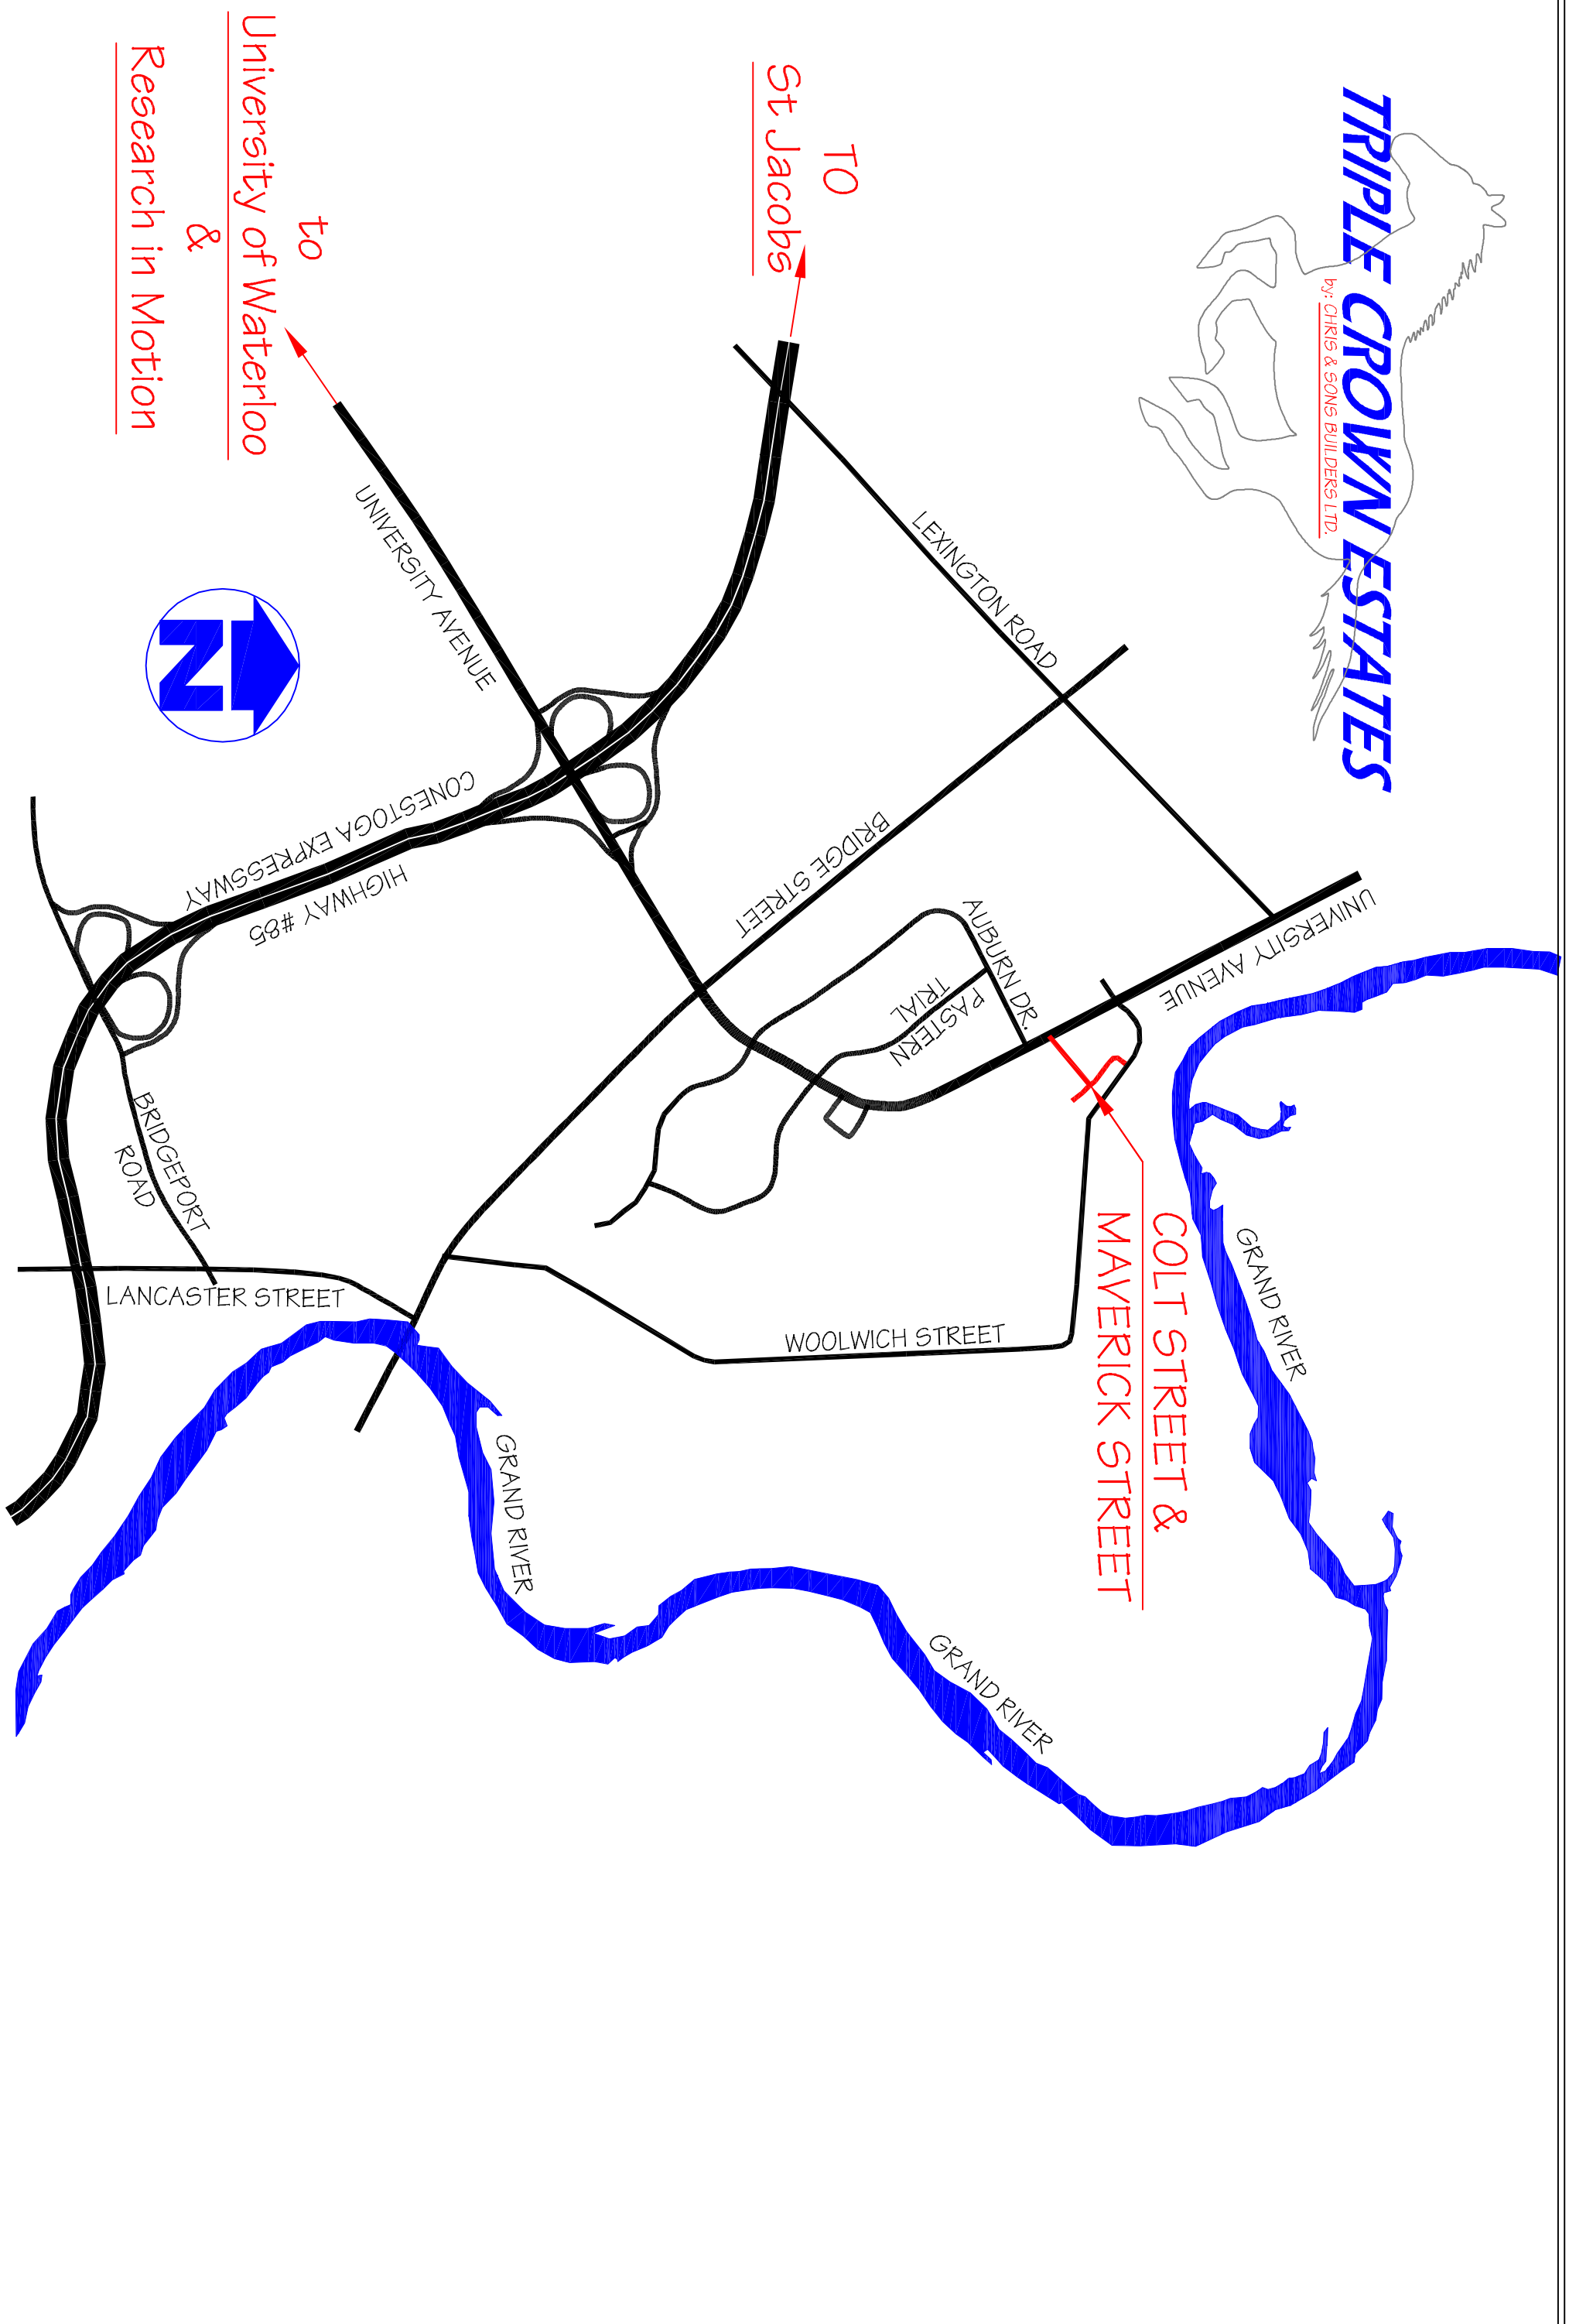 TRIPLE CROWN ESTATES
by: CHRIS & SONS BUILDERS LTD.
TO
St Jacobs
to
University of Waterloo
&
Research in Motion
LEXINGTON ROAD
UNIVERSITY AVENUE
BRIDGE STREET
UNIVERSITY AVENUE
AUBURN DR.
PASTERN
TRIAL
N
CONESTOGA EXPRESSWAY
HIGHWAY #85
BRIDGEPORT
ROAD
LANCASTER STREET
WOOLWICH STREET
COLT STREET &
MAVERICK STREET
GRAND RIVER
GRAND RIVER
GRAND RIVER